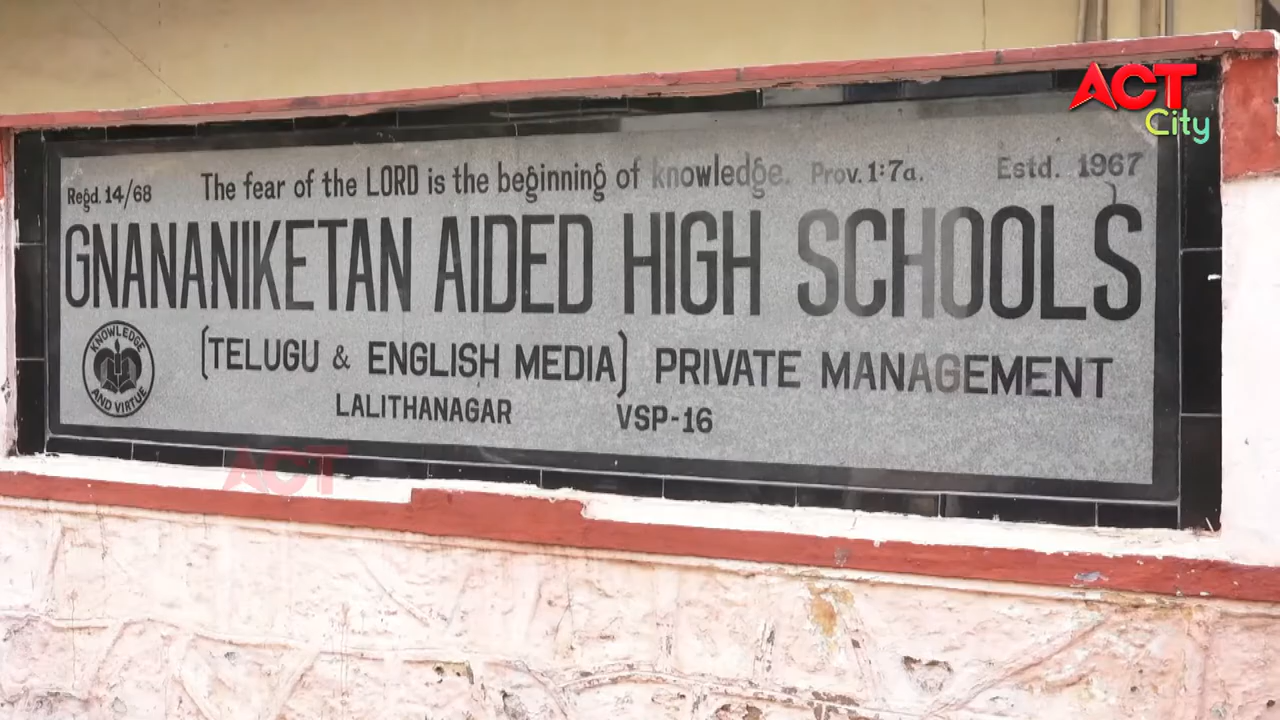 ACT
City
Regd. 14/68 The fear of the LORD is the beginning of knowledge. Prov. 1:7a. Estd. 1967
GNANANIKETAN AIDED HIGH SCHOOLS
KNOWLEDGE AND VIRTUE
(TELUGU & ENGLISH MEDIA) PRIVATE MANAGEMENT
LALITHANAGAR VSP-16
ACT